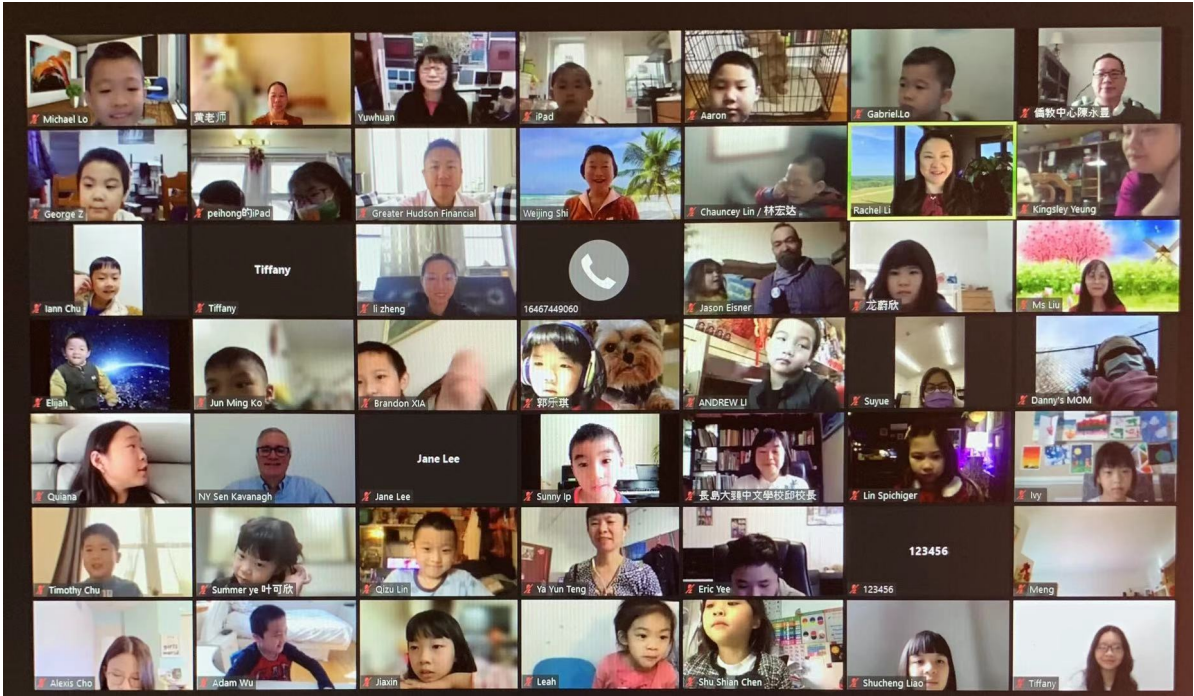 Michael Lo
黄老师
Yuwhuan
iPad
Aaron
Gabriel.Lo
僑教中心陳永豐
George Z
peihong的iPad
Greater Hudson Financial
Weijing Shi
Chauncey Lin / 林宏达
Rachel Li
Kingsley Yeung
Iann Chu
Tiffany
Tiffany
li zheng
16467449060
Jason Eisner
龙蔚欣
Ms Liu
Elijah
Jun Ming Ko
Brandon XIA
郭乐琪
ANDREW LI
Suyue
Danny's MOM
Quiana
NY Sen Kavanagh
Jane Lee
Jane Lee
Sunny Ip
長島大頸中文學校邱校長
Lin Spichiger
Ivy
Timothy Chu
Summer ye 叶可欣
Qizu Lin
Ya Yun Teng
Eric Yee
123456
123456
Meng
Alexis Cho
Adam Wu
Jiaxin
Leah
Shu Shian Chen
Shucheng Liao
Tiffany